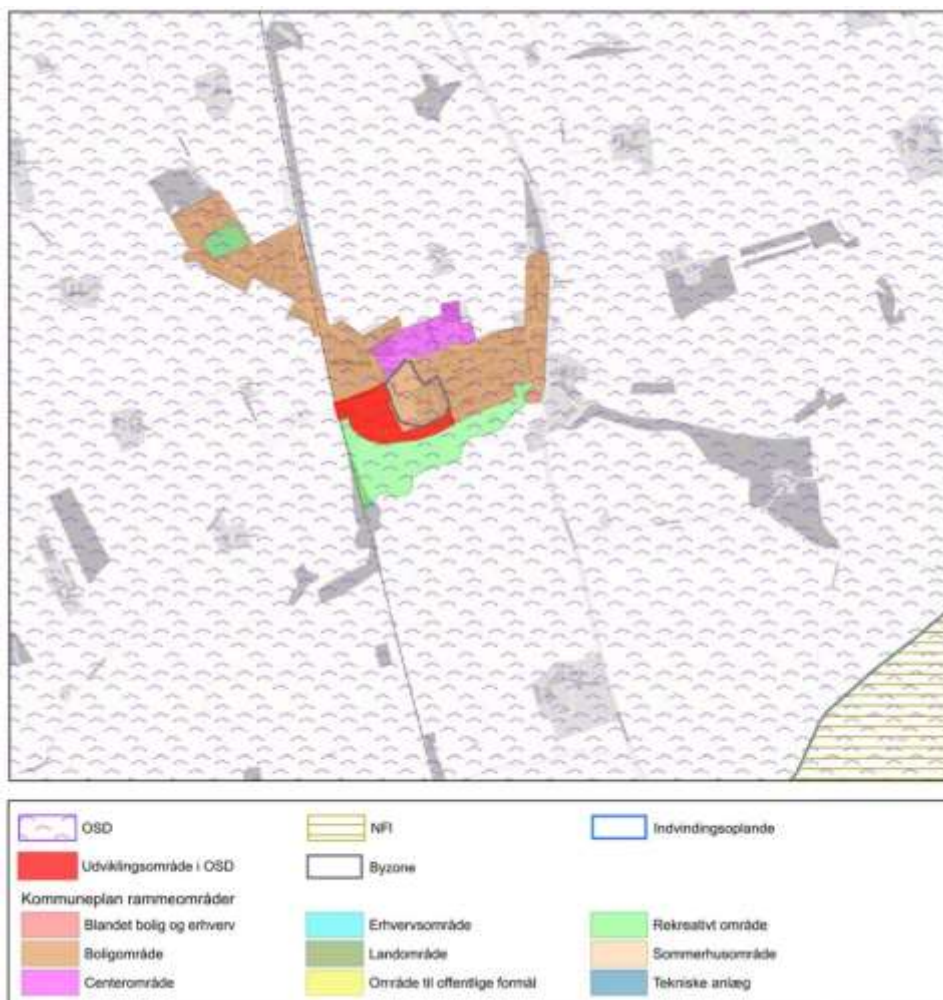 OSD
NFI
Indvindingsoplande
Udviklingsområde i OSD
Byzone
Kommuneplan rammeområder
Blandet bolig og erhverv
Erhvervsområde
Rekreativt område
Boligområde
Landområde
Sommerhusområde
Centerområde
Område til offentlige formål
Tekniske anlæg